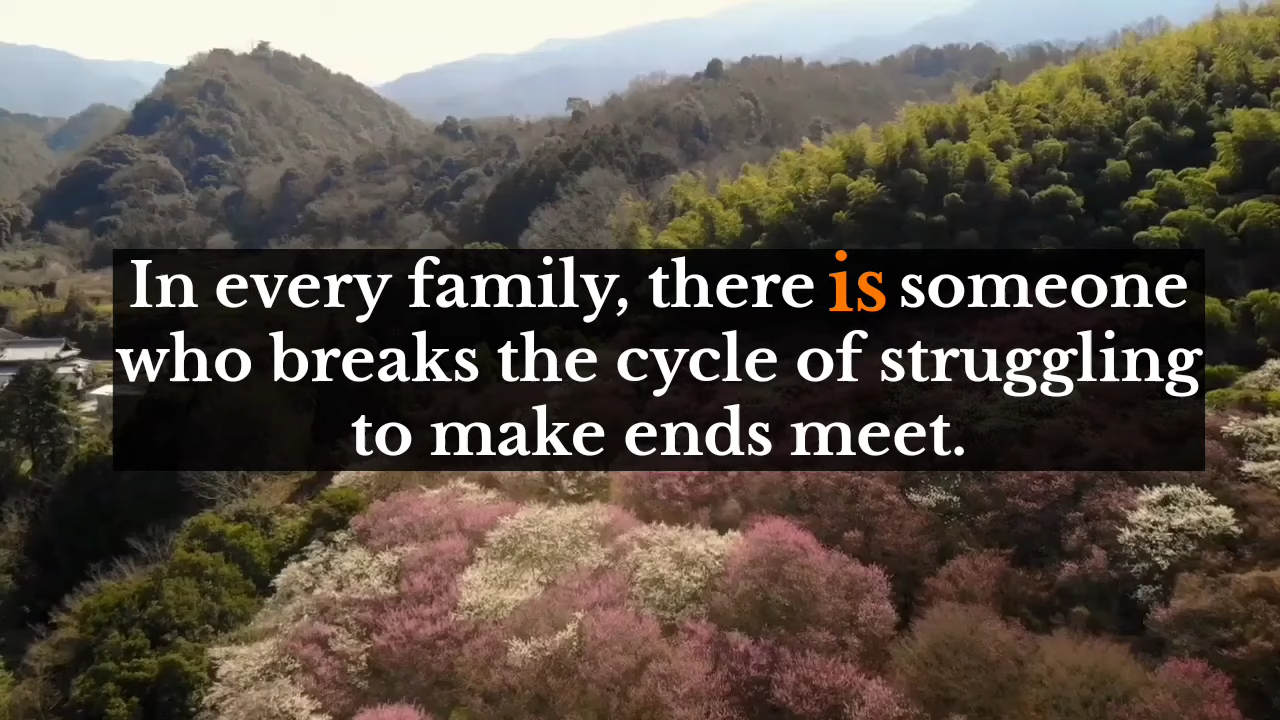 In every family, there is someone
who breaks the cycle of struggling
to make ends meet.